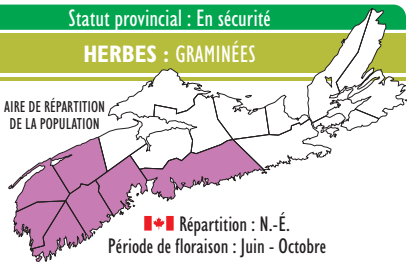 Statut provincial : En sécurité
HERBES : GRAMINÉES
AIRE DE RÉPARTITION
DE LA POPULATION
Répartition : N.-É.
Période de floraison : Juin - Octobre